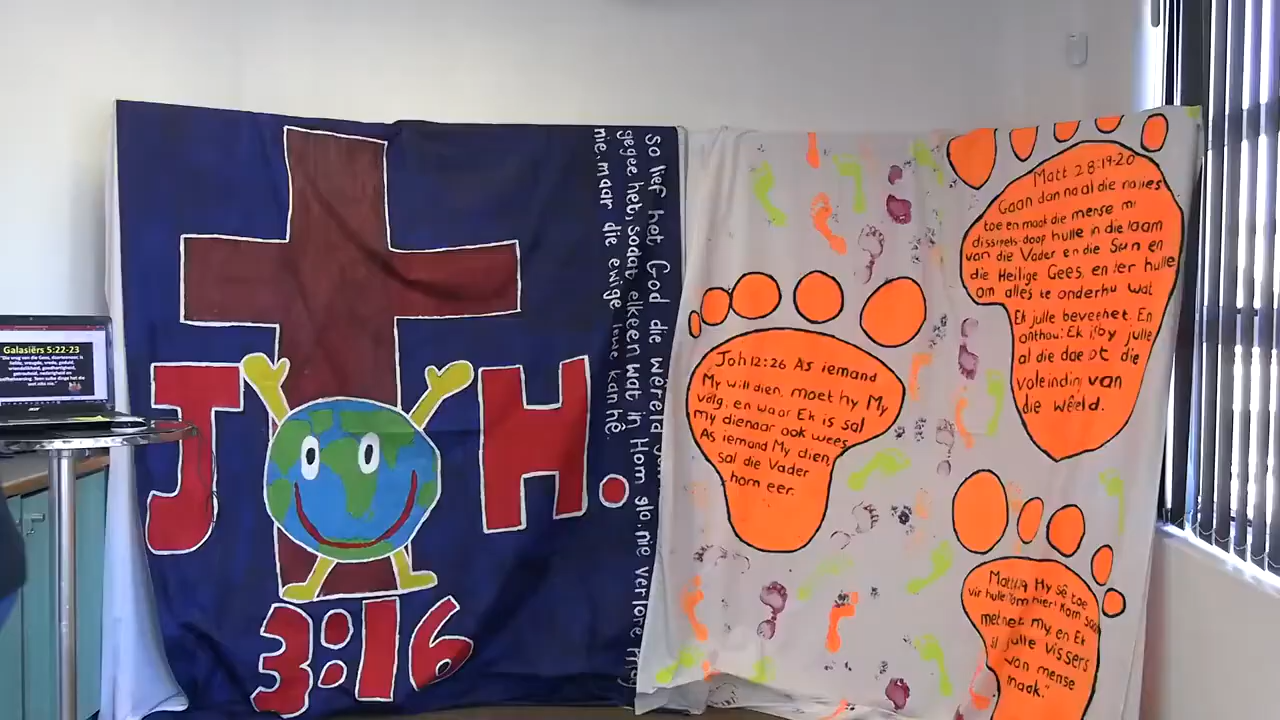 Galasiërs 5:22-23
J H.
3:16
So lief het God die wêreld
gegee het, sodat elkeen wat in Hom glo, nie verlore
nie, maar die ewige lewe kan hê.
Joh 12:26 As iemand
My wil dien, moet hy My
volg, en waar Ek is sal
my dienaar ook wees.
As iemand My dien,
sal die Vader
hom eer.
Matt 28:19-20
Gaan dan na al die nasies
toe en maak die mense my
dissipels: doop hulle in die
van die Vader en die Seun en
die Heilige Gees, en leer hulle
om alles te onderhou wat
Ek julle beveel het. En
onthou: Ek is by julle
al die dae tot die
voleinding van
die wêreld.
Hy sê toe
vir hulle: "Kom hier! Kom saam
met My, en Ek
sal julle vissers
van mense
maak."